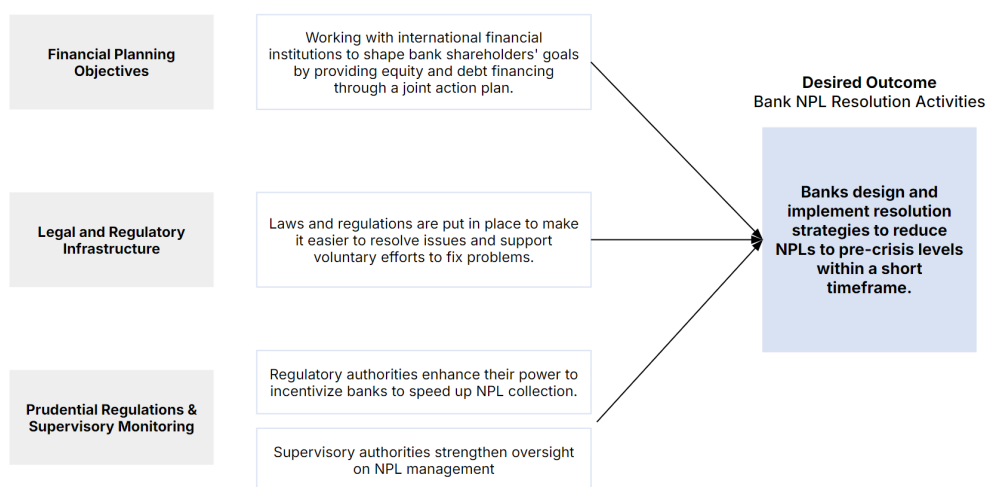 Financial Planning
Objectives
Working with international financial
institutions to shape bank shareholders' goals
by providing equity and debt financing
through a joint action plan.
Desired Outcome
Bank NPL Resolution Activities
Legal and Regulatory
Infrastructure
Laws and regulations are put in place to make
it easier to resolve issues and support
voluntary efforts to fix problems.
Banks design and
implement resolution
strategies to reduce
NPLs to pre-crisis levels
within a short
timeframe.
Prudential Regulations &
Supervisory Monitoring
Regulatory authorities enhance their power to
incentivize banks to speed up NPL collection.
Supervisory authorities strengthen oversight
on NPL management